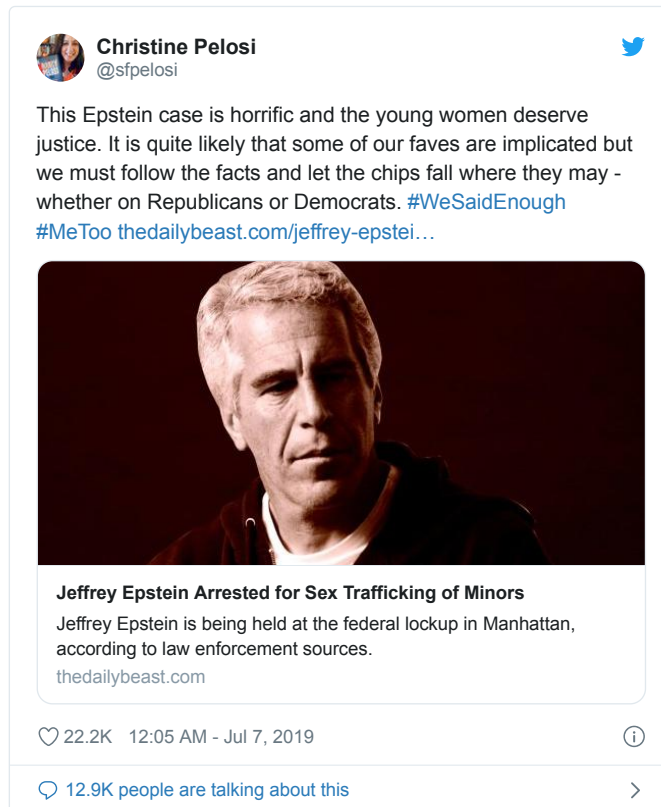 Christine Pelosi
@sfpelosi
This Epstein case is horrific and the young women deserve
justice. It is quite likely that some of our faves are implicated but
we must follow the facts and let the chips fall where they may -
whether on Republicans or Democrats. #WeSaidEnough
#MeToo thedailybeast.com/jeffrey-epstei…
Jeffrey Epstein Arrested for Sex Trafficking of Minors
Jeffrey Epstein is being held at the federal lockup in Manhattan,
according to law enforcement sources.
thedailybeast.com
22.2K 12:05 AM - Jul 7, 2019
12.9K people are talking about this